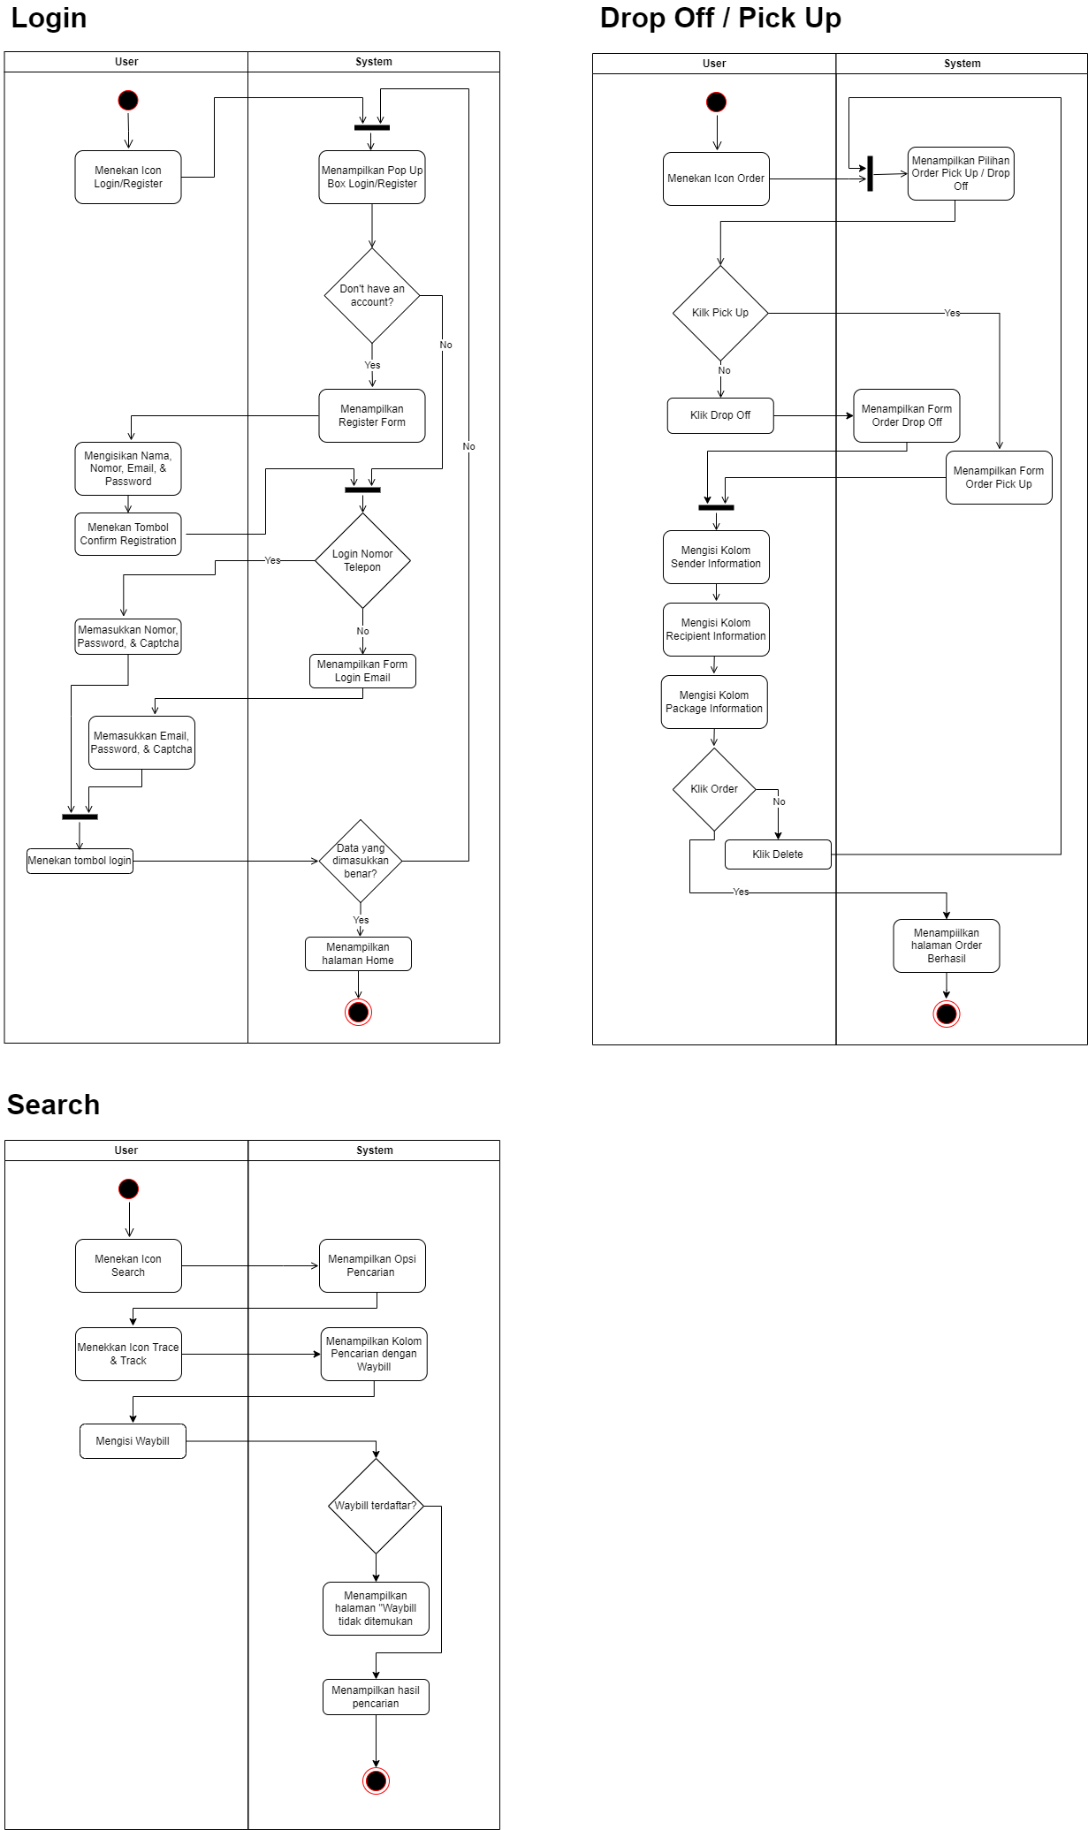 Login
User
System
Menekan Icon
Login/Register
Menampilkan Pop Up
Box Login/Register
Don't have an
account?
No
Yes
Menampilkan
Register Form
No
Mengisikan Nama,
Nomor, Email, &
Password
Menekan Tombol
Confirm Registration
Login Nomor
Telepon
Yes
No
Memasukkan Nomor,
Password, & Captcha
Menampilkan Form
Login Email
Memasukkan Email,
Password, & Captcha
Menekan tombol login
Data yang
dimasukkan
benar?
Yes
Menampilkan
halaman Home
Drop Off / Pick Up
User
System
Menekan Icon Order
Menampilkan Pilihan
Order Pick Up / Drop
Off
Kilk Pick Up
Yes
No
Klik Drop Off
Menampilkan Form
Order Drop Off
Menampilkan Form
Order Pick Up
Mengisi Kolom
Sender Information
Mengisi Kolom
Recipient Information
Mengisi Kolom
Package Information
Klik Order
No
Klik Delete
Yes
Menampiilkan
halaman Order
Berhasil
Search
User
System
Menekan Icon
Search
Menampilkan Opsi
Pencarian
Menekkan Icon Trace
& Track
Menampilkan Kolom
Pencarian dengan
Waybill
Mengisi Waybill
Waybill terdaftar?
Menampilkan
halaman "Waybill
tidak ditemukan
Menampilkan hasil
pencarian